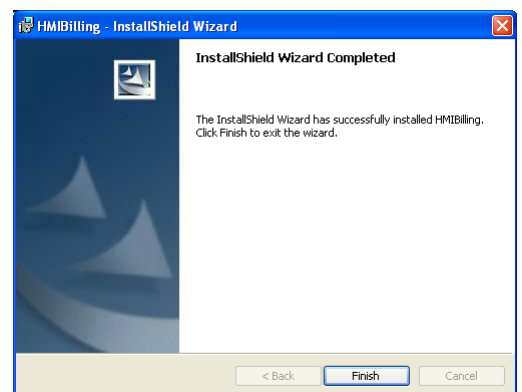 HMIBilling - InstallShield Wizard
InstallShield Wizard Completed
The InstallShield Wizard has successfully installed HMIBilling.
Click Finish to exit the wizard.
< Back
Finish
Cancel